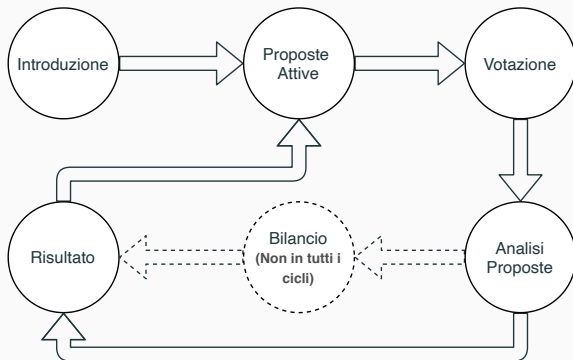 Introduzione
Proposte
Attive
Votazione
Risultato
Bilancio
(Non in tutti i
cicli)
Analisi
Proposte